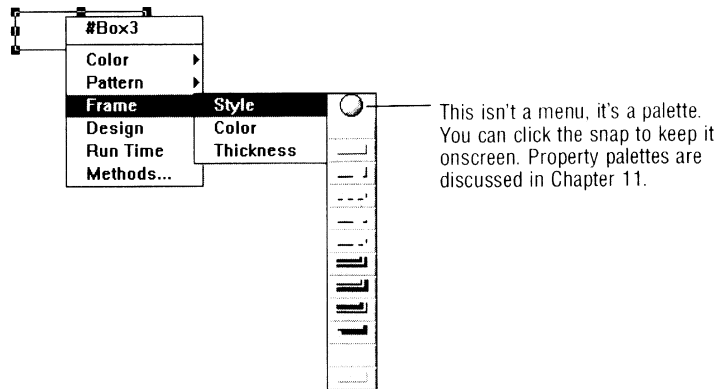 #Box3
Color
Pattern
Frame
Design
Run Time
Methods...
Style
Color
Thickness
This isn't a menu, it's a palette.
You can click the snap to keep it
onscreen. Property palettes are
discussed in Chapter 11.